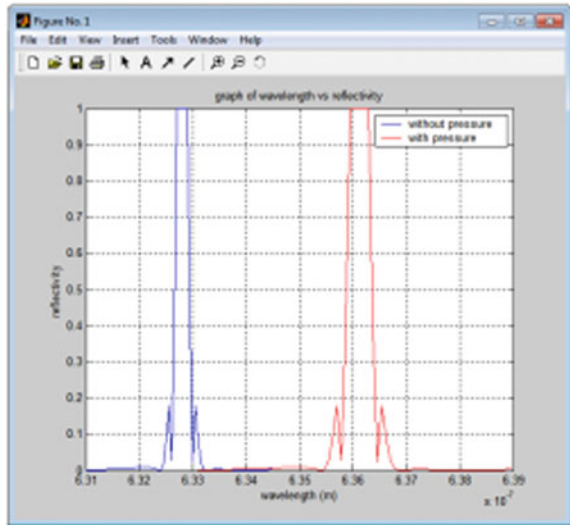 Figure No. 1
File Edit View Insert Tools Window Help
graph of wavelength vs reflectivity
without pressure
with pressure
1
0.9
0.8
0.7
0.6
0.5
0.4
0.3
0.2
0.1
0
reflectivity
6.31 6.32 6.33 6.34 6.35 6.36 6.37 6.38 6.39
wavelength (m)
x 10⁻⁷